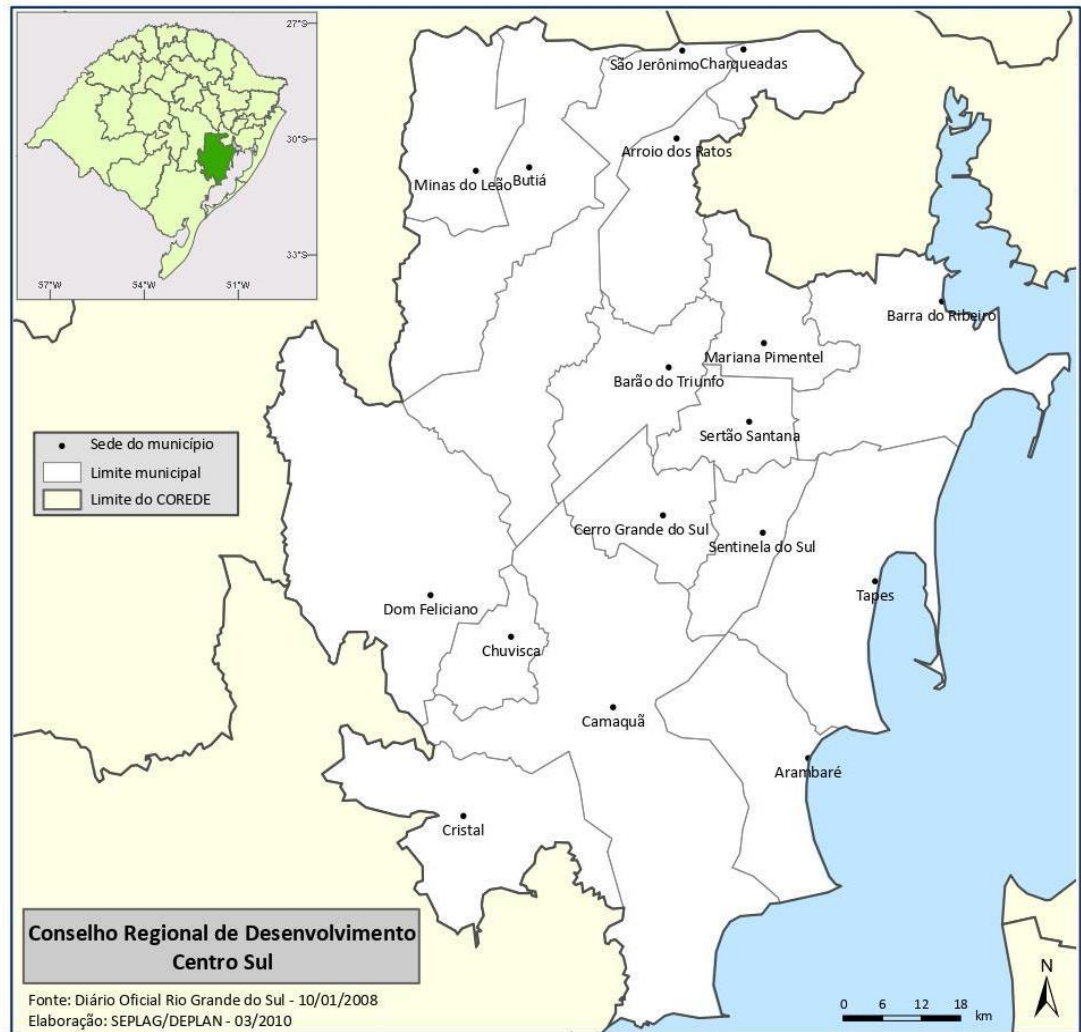 27°S
30°S
33°S
57°W
54°W
51°W
São Jerônimo
Charqueadas
Arroio dos Ratos
Minas do Leão
Butiá
Barra do Ribeiro
Mariana Pimentel
Barão do Triunfo
Sertão Santana
Sede do município
Limite municipal
Limite do COREDE
Cerro Grande do Sul
Sentinela do Sul
Tapes
Dom Feliciano
Chuvisca
Camaquã
Arambaré
Cristal
Conselho Regional de Desenvolvimento
Centro Sul
Fonte: Diário Oficial Rio Grande do Sul - 10/01/2008
Elaboração: SEPLAG/DEPLAN - 03/2010
N
0 6 12 18
km